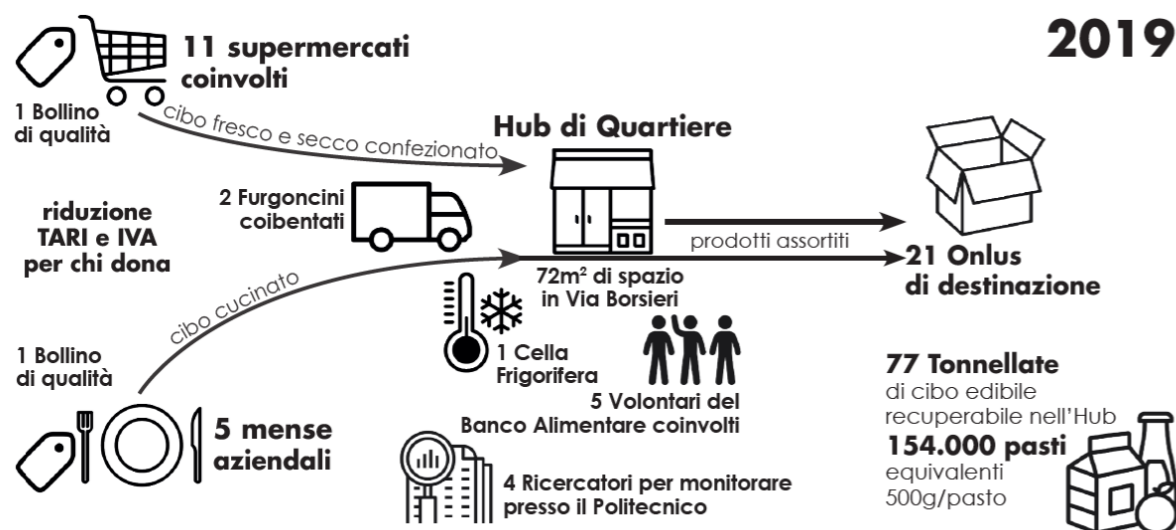 2019
11 supermercati
coinvolti
1 Bollino
di qualità
cibo fresco e secco confezionato
Hub di Quartiere
2 Furgoncini
coibentati
riduzione
TARI e IVA
per chi dona
prodotti assortiti
21 Onlus
di destinazione
72m² di spazio
in Via Borsieri
cibo cucinato
1 Cella
Frigorifera
1 Bollino
di qualità
5 mense
aziendali
5 Volontari del
Banco Alimentare coinvolti
4 Ricercatori per monitorare
presso il Politecnico
77 Tonnellate
di cibo edibile
recuperabile nell'Hub
154.000 pasti
equivalenti
500g/pasto